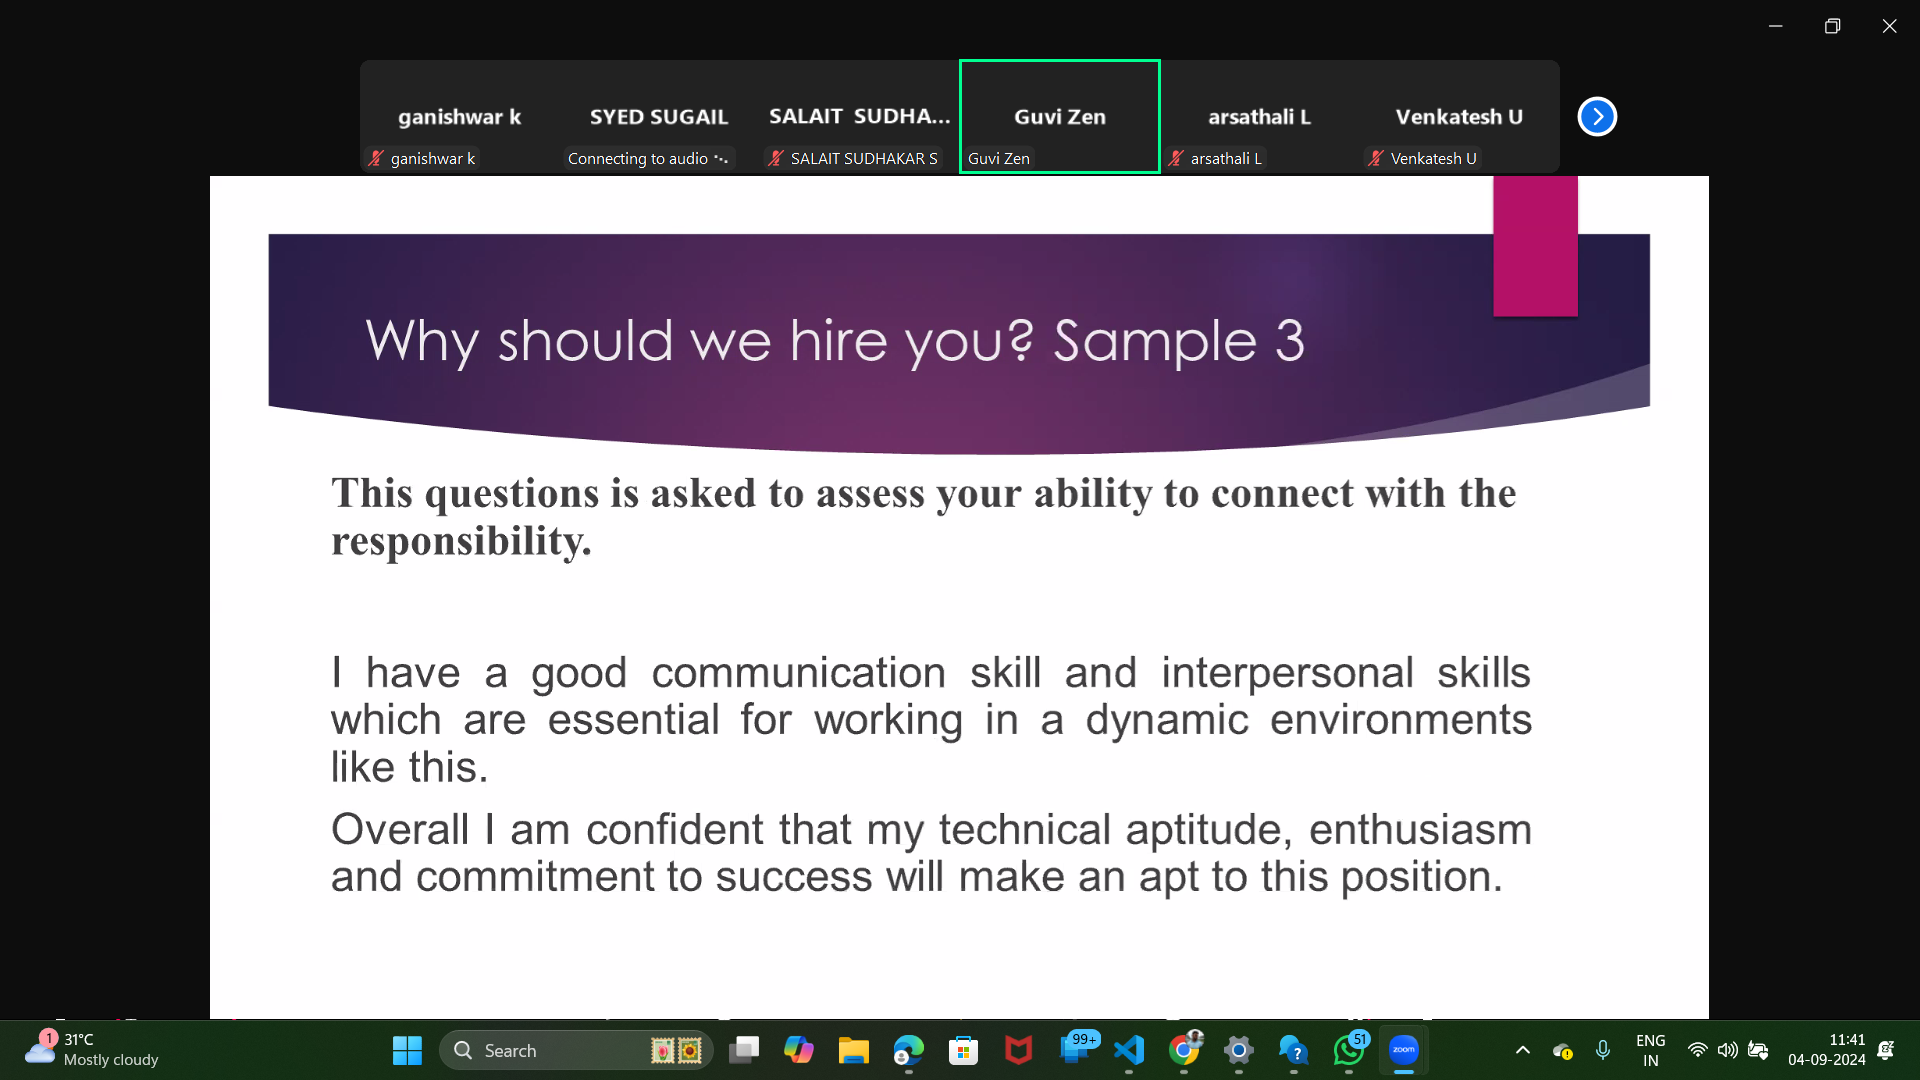 ganishwar k
SYED SUGAIL
SALAIT SUDHA...
Guvi Zen
arsathali L
Venkatesh U
ganishwar k
Connecting to audio
SALAIT SUDHAKAR S
Guvi Zen
arsathali L
Venkatesh U
Why should we hire you? Sample 3
This questions is asked to assess your ability to connect with the
responsibility.
I have a good communication skill and interpersonal skills
which are essential for working in a dynamic environments
like this.
Overall I am confident that my technical aptitude, enthusiasm
and commitment to success will make an apt to this position.
1
31°C
Mostly cloudy
Search
99+
51
zoom
ENG
IN
11:41
04-09-2024